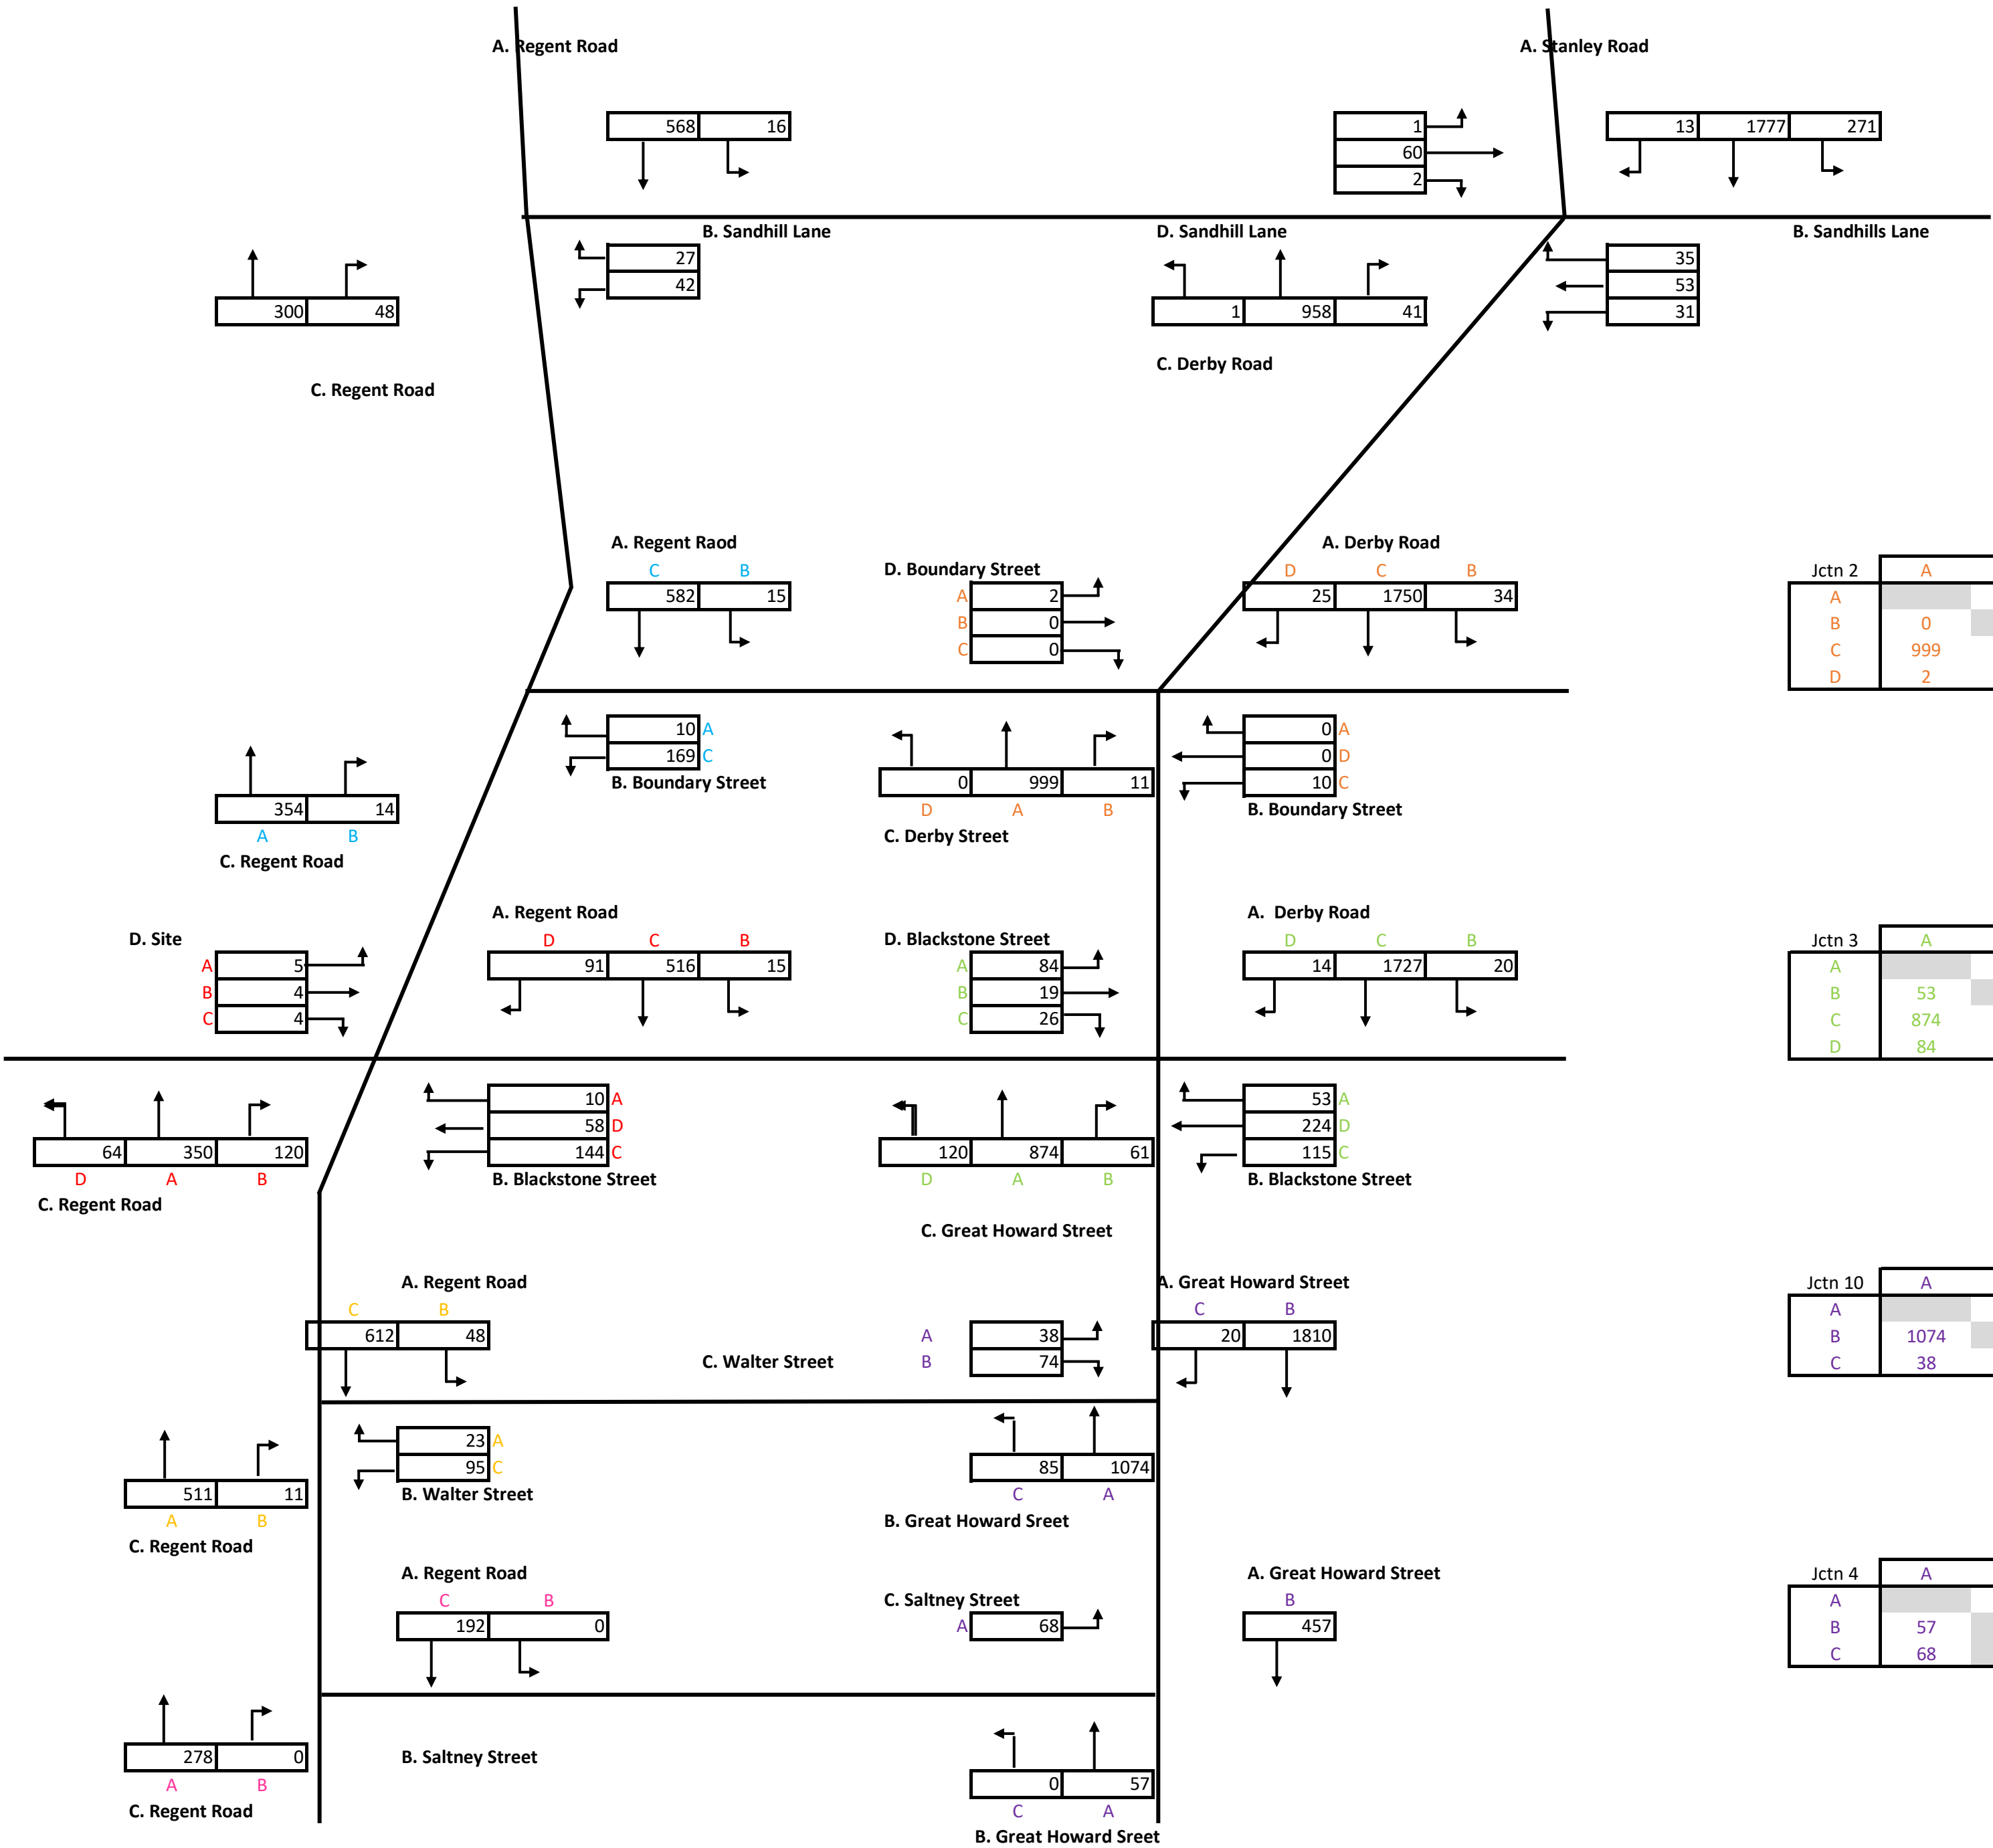 A. Regent Road A. Stanley Road
568 16 1 13 1777 271
60
2
B. Sandhill Lane D. Sandhill Lane B. Sandhills Lane
27 35
42 53
300 48 1 958 41 31
C. Derby Road
C. Regent Road
A. Regent Raod A. Derby Road
C B D. Boundary Street D C B Jctn 2 A
582 15 A 2 25 1750 34 A
B 0 B 0
C 0 C 999
D 2
10 A 0 A
169 C 0 D
B. Boundary Street 0 999 11 10 C
354 14 D A B B. Boundary Street
A B C. Derby Street
C. Regent Road
A. Regent Road A. Derby Road
D. Site D C B D. Blackstone Street D C B Jctn 3 A
A 5 91 516 15 A 84 14 1727 20 A
B 4 B 19 B 53
C 4 C 26 C 874
D 84
10 A 53 A
58 D 224 D
64 350 120 144 C 120 874 61 115 C
D A B B. Blackstone Street D A B B. Blackstone Street
C. Regent Road
C. Great Howard Street
A. Regent Road A. Great Howard Street Jctn 10 A
C B C B A
612 48 A 38 20 1810 B 1074
C. Walter Street B 74 C 38
23 A
95 C 85 1074
511 11 B. Walter Street C A
A B B. Great Howard Sreet
C. Regent Road
A. Regent Road A. Great Howard Street Jctn 4 A
C B C. Saltney Street B A
192 0 A 68 457 B 57
C 68
278 0 B. Saltney Street
A B 0 57
C. Regent Road C A
B. Great Howard Sreet